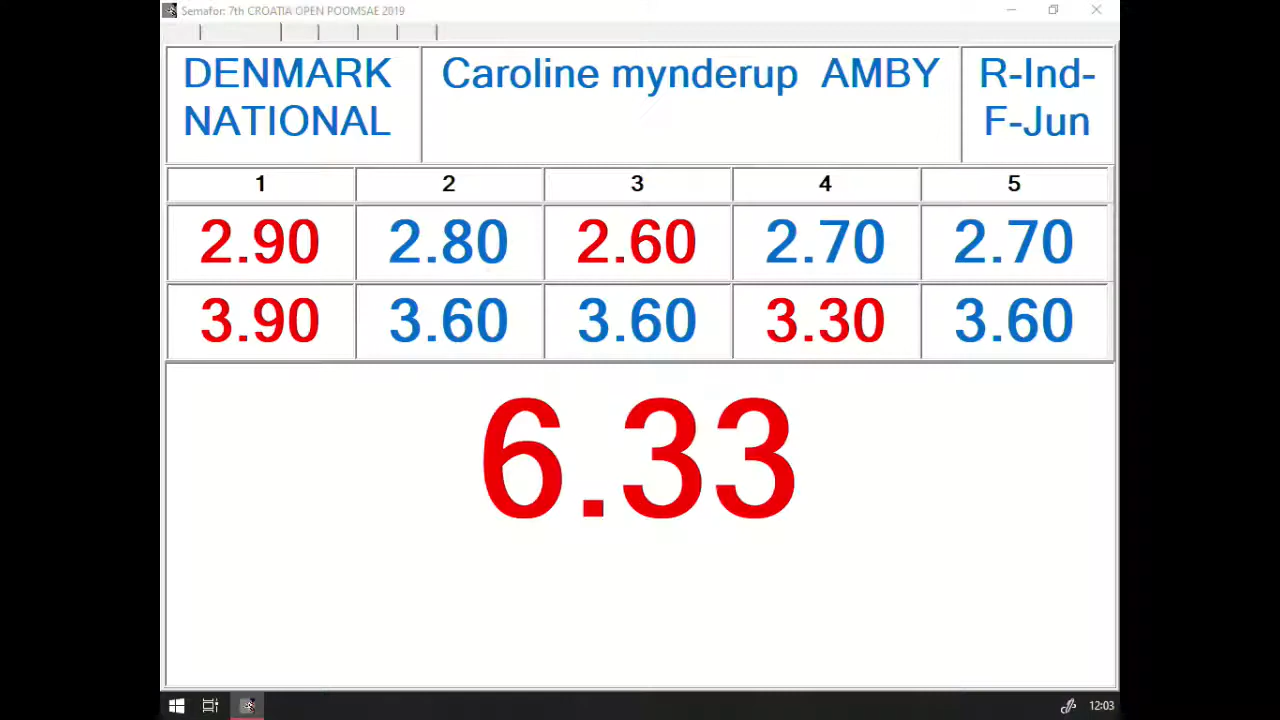 Semafor: 7th CROATIA OPEN POOMSAE 2019
DENMARK NATIONAL
Caroline mynderup AMBY
R-Ind-F-Jun
1 2 3 4 5
2.90 2.80 2.60 2.70 2.70
3.90 3.60 3.60 3.30 3.60
6.33
12:03